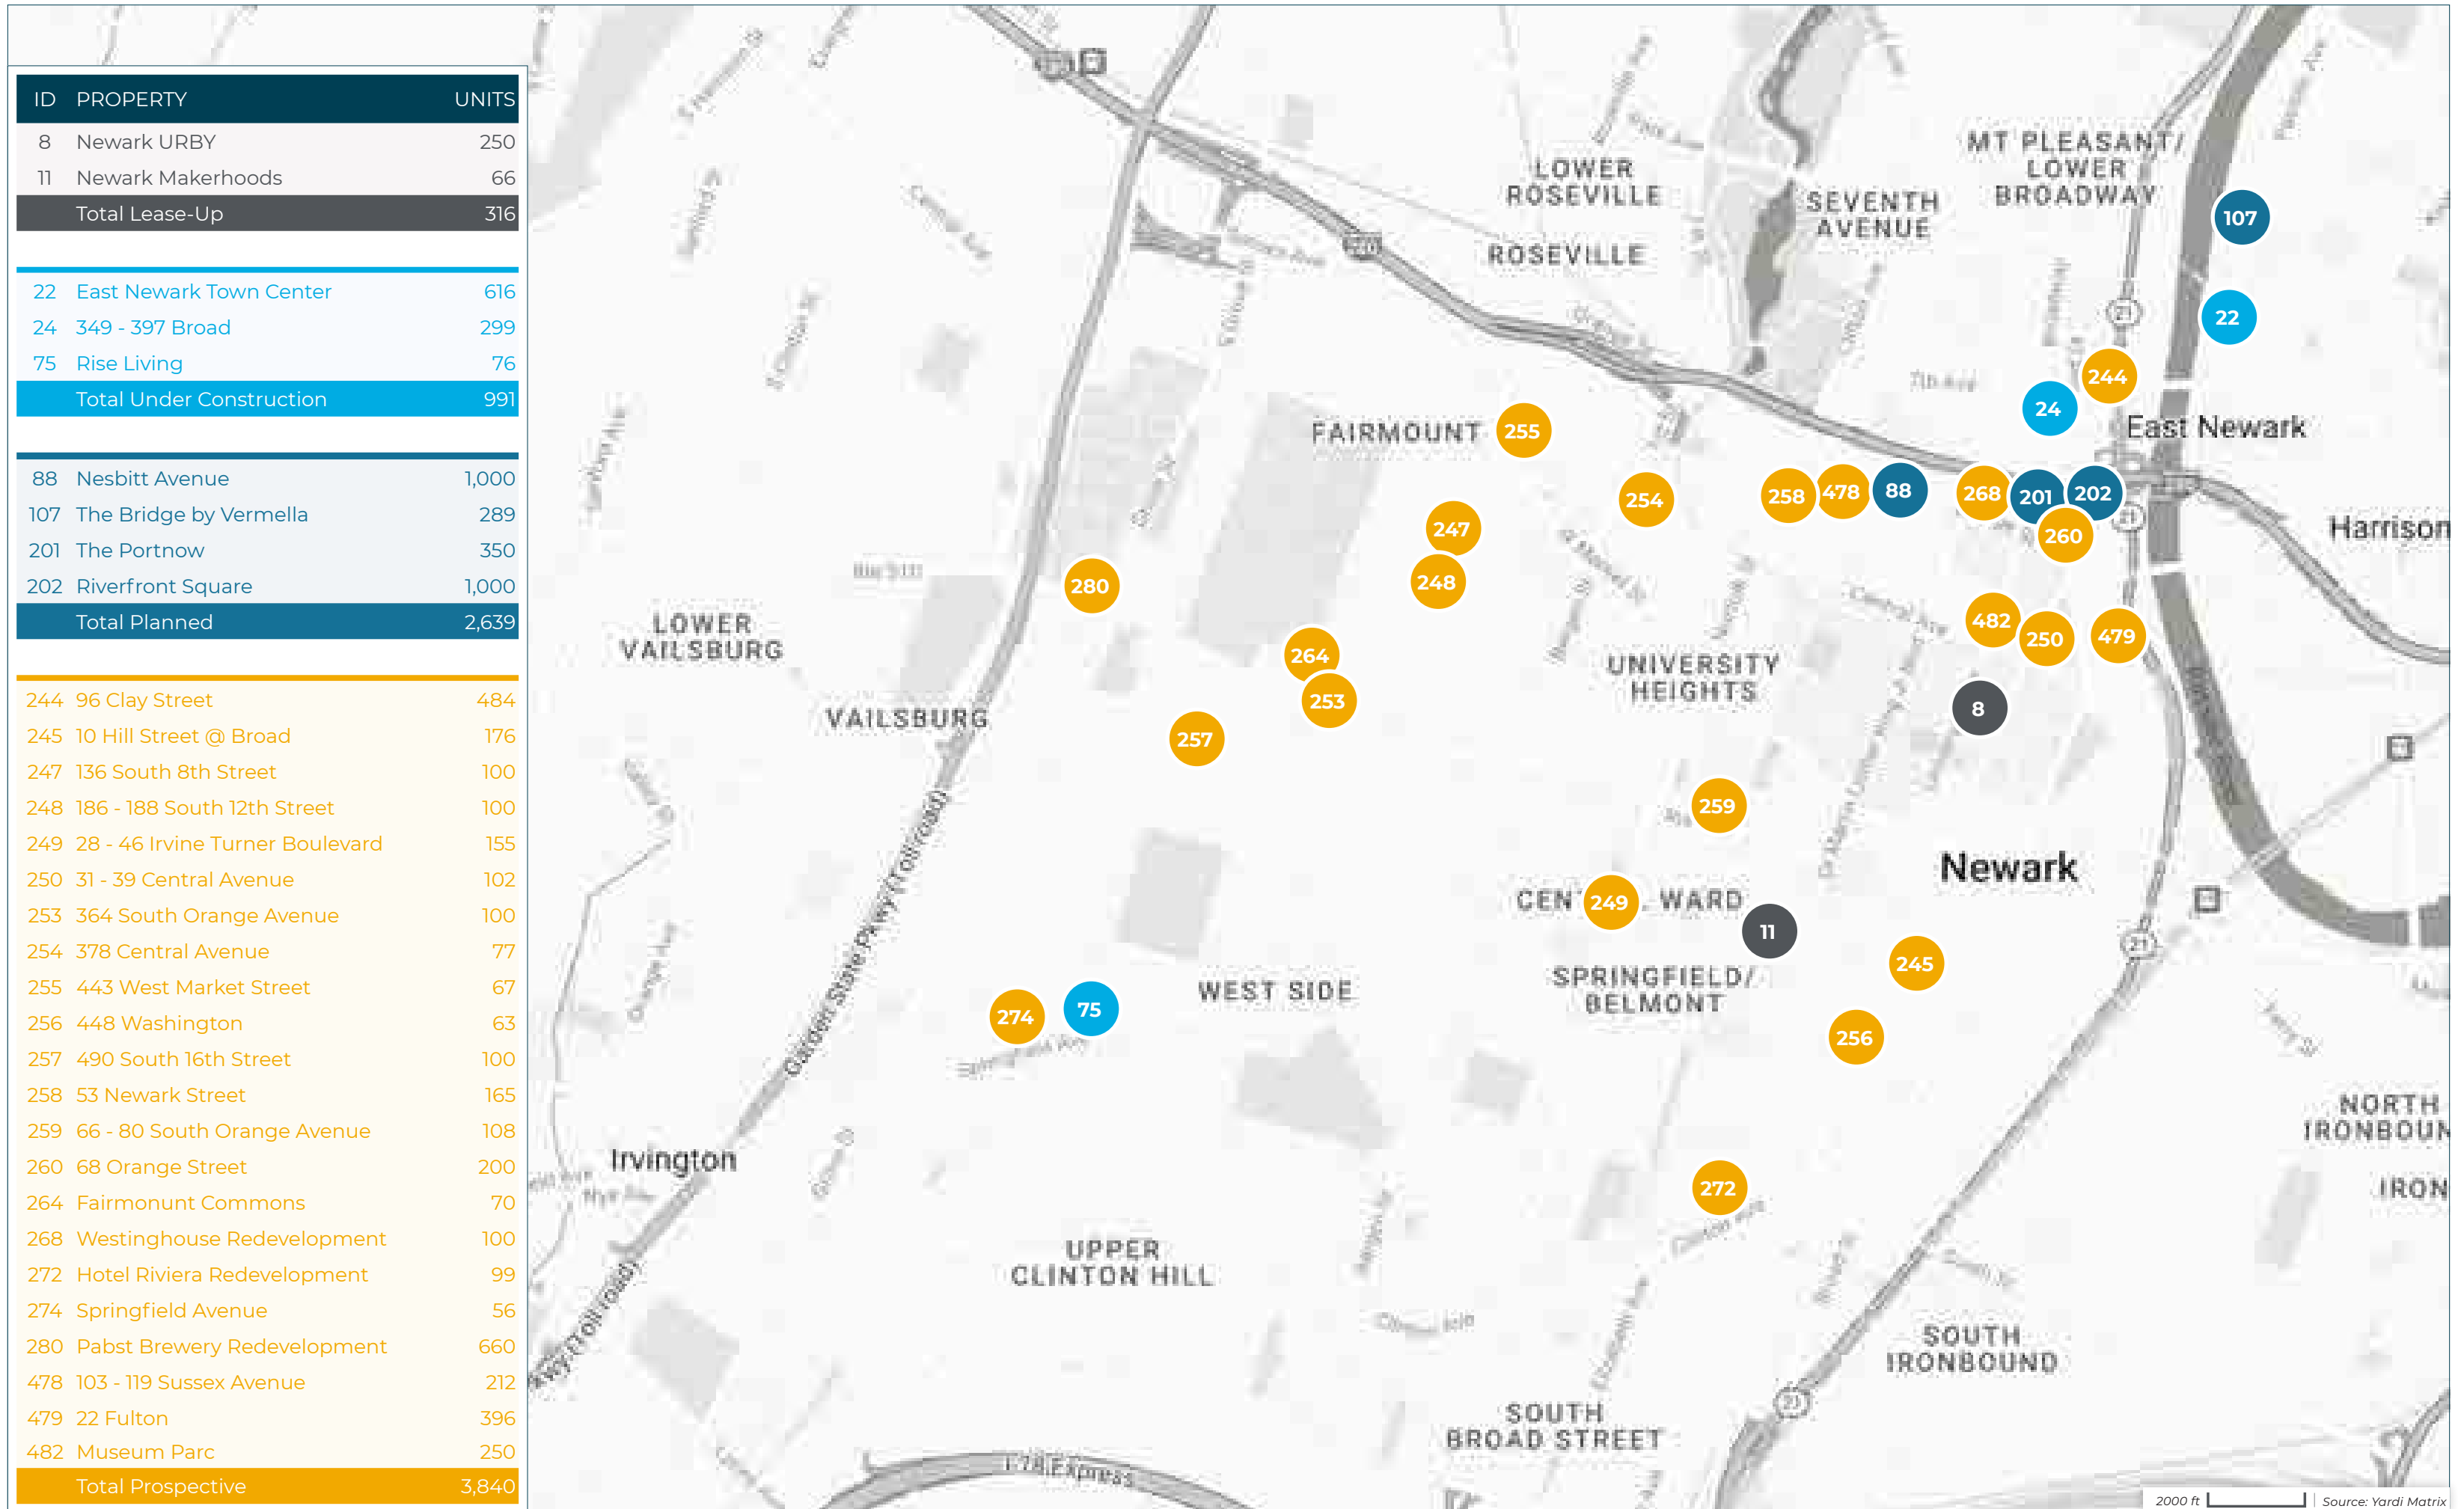 ID PROPERTY UNITS
8 Newark URBY 250
11 Newark Makerhoods 66
Total Lease-Up 316
22 East Newark Town Center 616
24 349 - 397 Broad 299
75 Rise Living 76
Total Under Construction 991
88 Nesbitt Avenue 1,000
107 The Bridge by Vermella 289
201 The Portnow 350
202 Riverfront Square 1,000
Total Planned 2,639
244 96 Clay Street 484
245 10 Hill Street @ Broad 176
247 136 South 8th Street 100
248 186 - 188 South 12th Street 100
249 28 - 46 Irvine Turner Boulevard 155
250 31 - 39 Central Avenue 102
253 364 South Orange Avenue 100
254 378 Central Avenue 77
255 443 West Market Street 67
256 448 Washington 63
257 490 South 16th Street 100
258 53 Newark Street 165
259 66 - 80 South Orange Avenue 108
260 68 Orange Street 200
264 Fairmonunt Commons 70
268 Westinghouse Redevelopment 100
272 Hotel Riviera Redevelopment 99
274 Springfield Avenue 56
280 Pabst Brewery Redevelopment 660
478 103 - 119 Sussex Avenue 212
479 22 Fulton 396
482 Museum Parc 250
Total Prospective 3,840
MT PLEASANT/
LOWER
BROADWAY
LOWER
ROSEVILLE
SEVENTH
AVENUE
107
ROSEVILLE
21
22
7th Ave
244
24
East Newark
FAIRMOUNT
255
254
258
478
88
268
201
202
21
260
Harrison
247
248
280
LOWER
VAILSBURG
Central Ave
482
250
479
264
UNIVERSITY
HEIGHTS
253
8
VAILSBURG
257
259
Newark
CEN
249
WARD
11
21
245
SPRINGFIELD/
BELMONT
WEST SIDE
274
75
256
Garden State Pkwy (Toll road)
NORTH
IRONBOUN
Irvington
272
IRON
UPPER
CLINTON HILL
SOUTH
IRONBOUND
SOUTH
BROAD STREET
21
I-78 Express
2000 ft
Source: Yardi Matrix